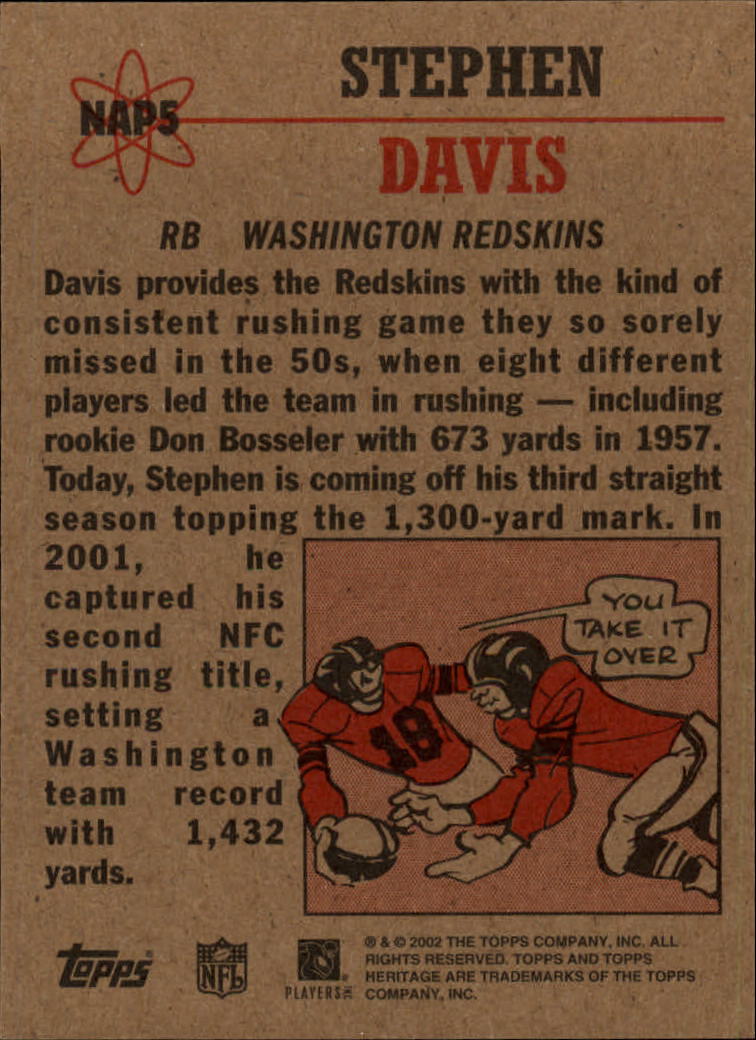 NAP5
STEPHEN
DAVIS
RB WASHINGTON REDSKINS
Davis provides the Redskins with the kind of
consistent rushing game they so sorely
missed in the 50s, when eight different
players led the team in rushing — including
rookie Don Bosseler with 673 yards in 1957.
Today, Stephen is coming off his third straight
season topping the 1,300-yard mark. In
2001, he
captured his
second NFC
rushing title,
setting a
Washington
team record
with 1,432
yards.
YOU
TAKE IT
OVER
18
Topps®
NFL
PLAYERS INC
® & © 2002 THE TOPPS COMPANY, INC. ALL
RIGHTS RESERVED. TOPPS AND TOPPS
HERITAGE ARE TRADEMARKS OF THE TOPPS
COMPANY, INC.